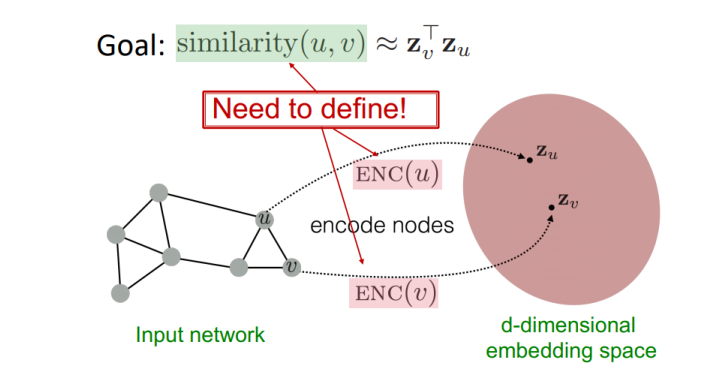 Goal: similarity(u, v) ≈ z_v^⊤ z_u
Need to define!
z_u
ENC(u)
z_v
u
encode nodes
v
ENC(v)
Input network
d-dimensional
embedding space